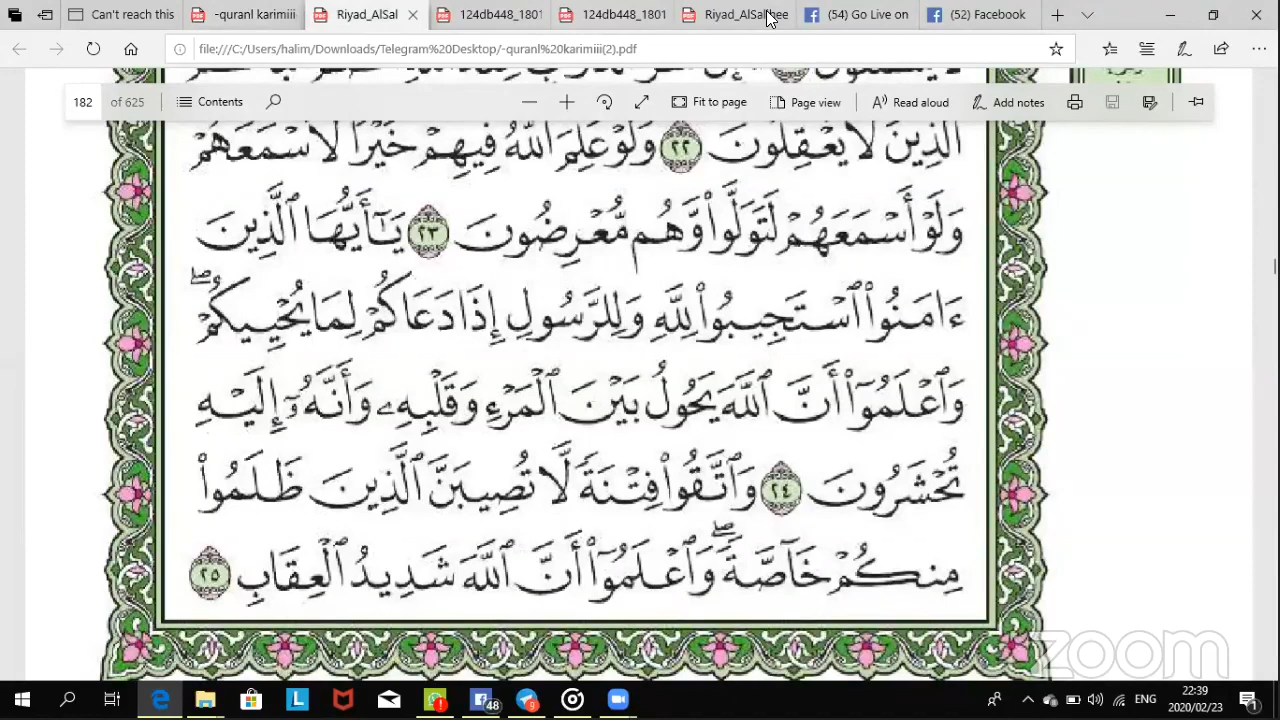 Can't reach this
-quranl karimiii
Riyad_AlSal
124db448_1801
124db448_1801
Riyad_AlSal
(54) Go Live on
(52) Facebook
file:///C:/Users/halim/Downloads/Telegram%20Desktop/-quranl%20karimiii(2).pdf
182 of 625
Contents
Fit to page
Page view
Read aloud
Add notes
ٱلَّذِينَ لَا يَعْقِلُونَ ٢٢ وَلَوْ عَلِمَ ٱللَّهُ فِيهِمْ خَيْرًا لَّأَسْمَعَهُمْ
وَلَوْ أَسْمَعَهُمْ لَتَوَلَّوا۟ وَّهُم مُّعْرِضُونَ ٢٣ يَـٰٓأَيُّهَا ٱلَّذِينَ
ءَامَنُوا۟ ٱسْتَجِيبُوا۟ لِلَّهِ وَلِلرَّسُولِ إِذَا دَعَاكُمْ لِمَا يُحْيِيكُمْ ۖ
وَٱعْلَمُوٓا۟ أَنَّ ٱللَّهَ يَحُولُ بَيْنَ ٱلْمَرْءِ وَقَلْبِهِۦ وَأَنَّهُۥٓ إِلَيْهِ
تُحْشَرُونَ ٢٤ وَٱتَّقُوا۟ فِتْنَةً لَّا تُصِيبَنَّ ٱلَّذِينَ ظَلَمُوا۟
مِنكُمْ خَآصَّةً ۖ وَٱعْلَمُوٓا۟ أَنَّ ٱللَّهَ شَدِيدُ ٱلْعِقَابِ ٢٥
zoom
48
9
ENG
22:39
2020/02/23
1